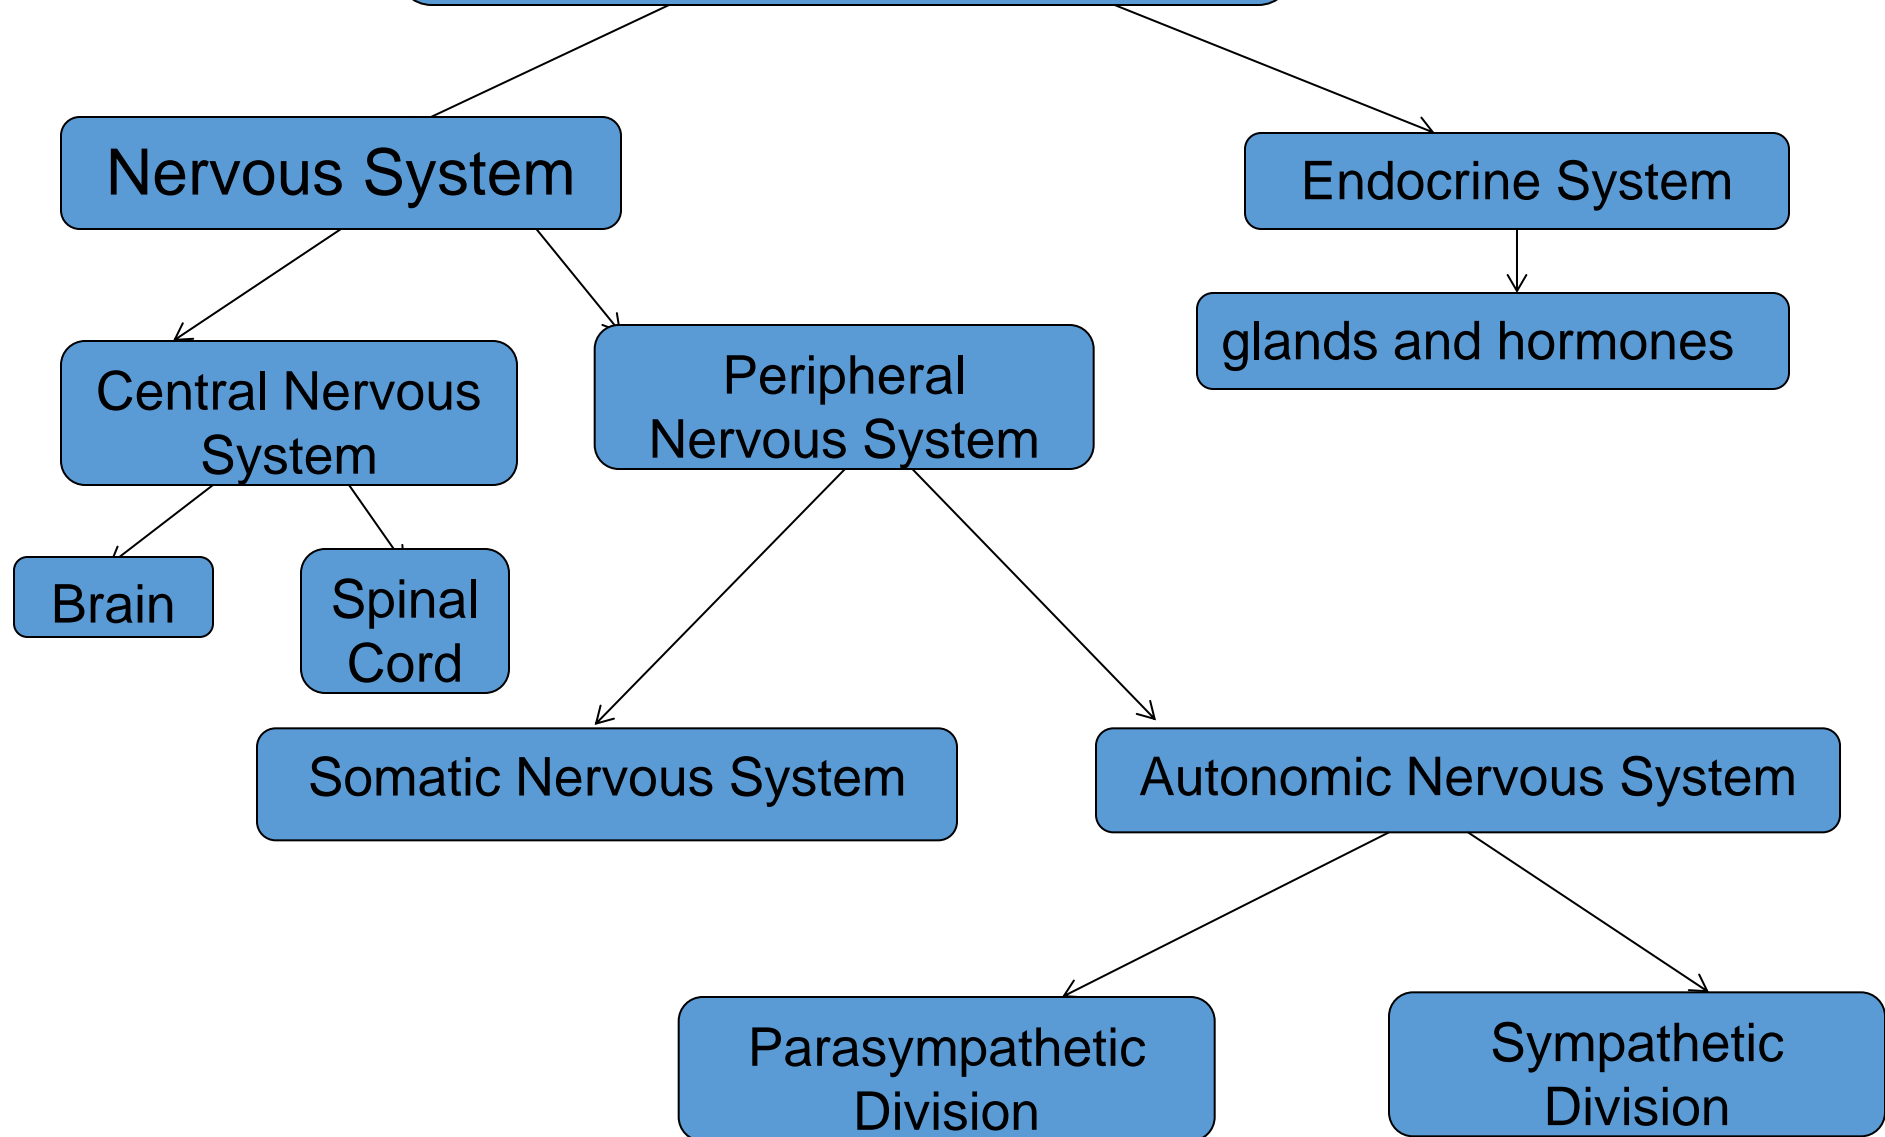 Nervous System
Endocrine System
glands and hormones
Central Nervous
System
Peripheral
Nervous System
Brain
Spinal
Cord
Somatic Nervous System
Autonomic Nervous System
Parasympathetic
Division
Sympathetic
Division